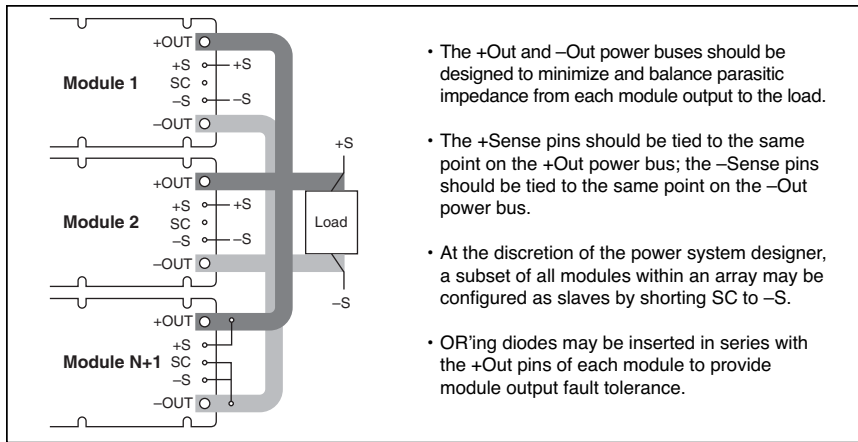 +OUT
+S +S
Module 1 SC
–S –S
–OUT
+S
+OUT
+S +S
Module 2 SC
–S –S
Load
–OUT
–S
+OUT
+S
Module N+1 SC
–S
–OUT
• The +Out and –Out power buses should be
designed to minimize and balance parasitic
impedance from each module output to the load.
• The +Sense pins should be tied to the same
point on the +Out power bus; the –Sense pins
should be tied to the same point on the –Out
power bus.
• At the discretion of the power system designer,
a subset of all modules within an array may be
configured as slaves by shorting SC to –S.
• OR'ing diodes may be inserted in series with
the +Out pins of each module to provide
module output fault tolerance.